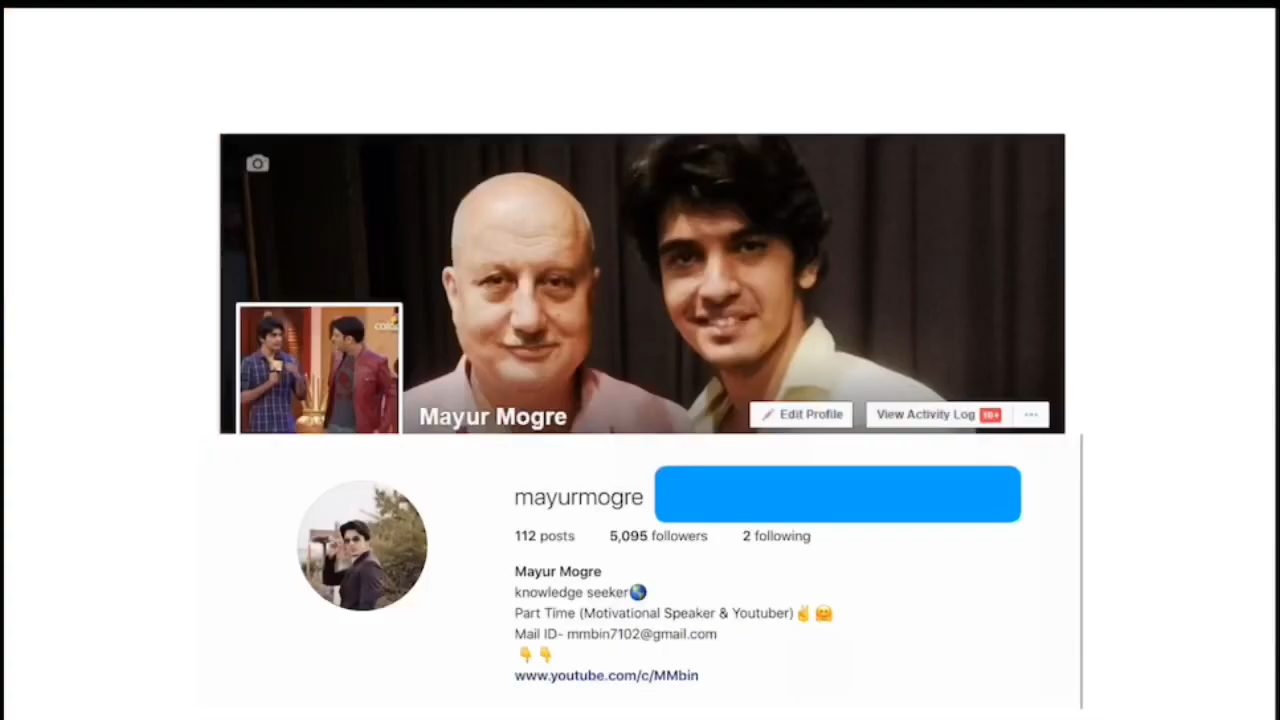 Mayur Mogre
Edit Profile
View Activity Log 10+
mayurmogre
112 posts 5,095 followers 2 following
Mayur Mogre
knowledge seeker🌎
Part Time (Motivational Speaker & Youtuber)✌🤗
Mail ID- mmbin7102@gmail.com
👇👇
www.youtube.com/c/MMbin